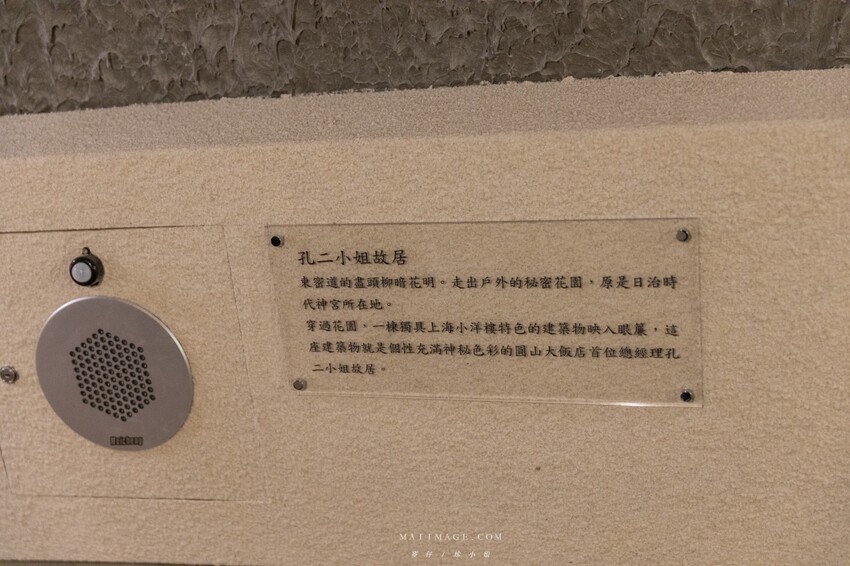 孔二小姐故居
東密道的盡頭柳暗花明。走出戶外的秘密花園，原是日治時
代神宮所在地。
穿過花園，一棟獨具上海小洋樓特色的建築物映入眼簾，這
座建築物就是個性充滿神秘色彩的圓山大飯店首位總經理孔
二小姐故居。
MAIIMAGE.COM